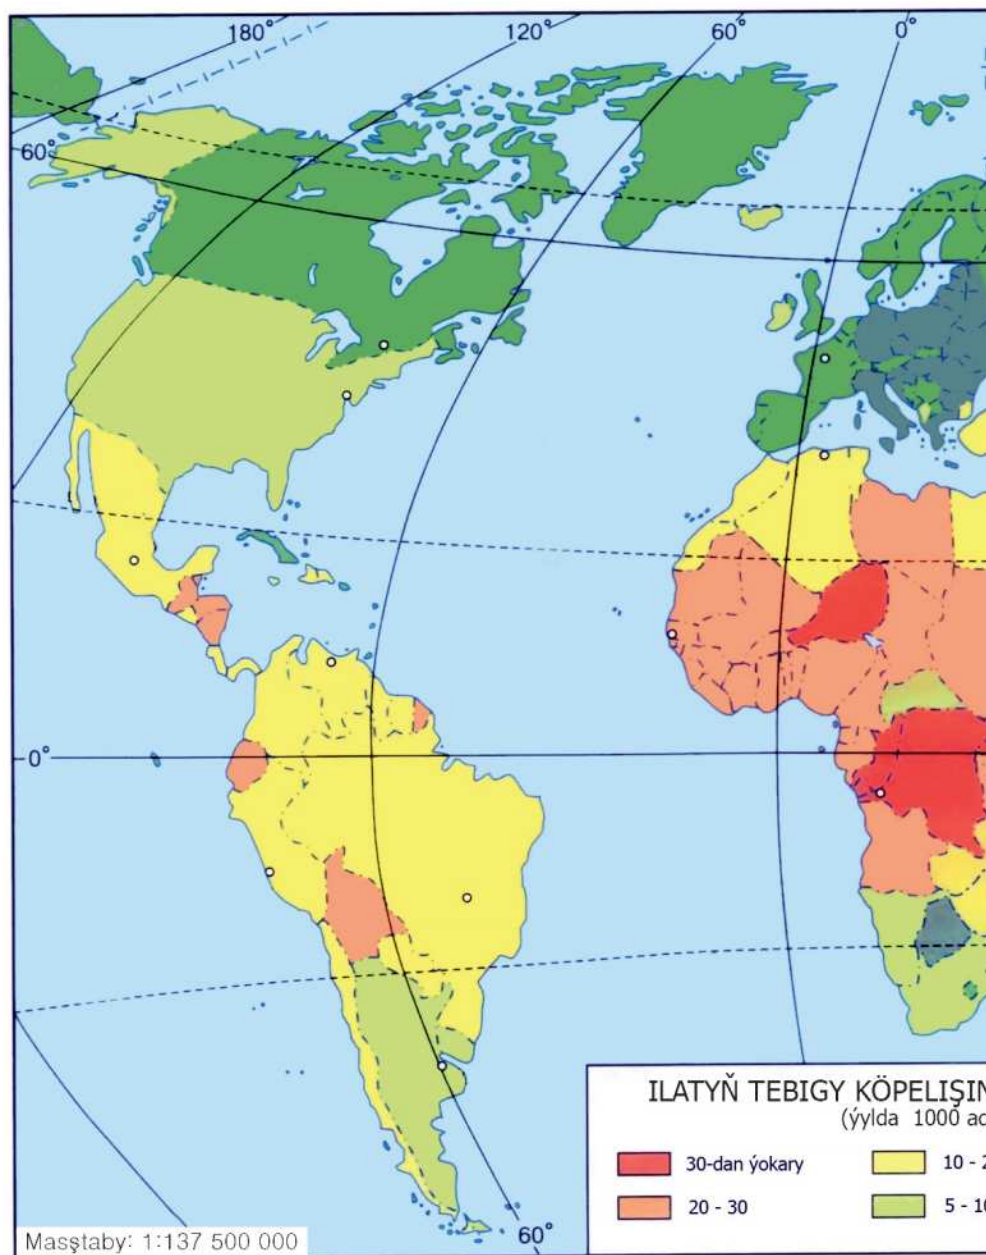 180° 120° 60° 0°
60°
0°
ILATYŇ TEBIGY KÖPELIŞIN
(ýylda 1000 ad
30-dan ýokary 10 - 2
20 - 30 5 - 10
60°
Masştaby: 1:137 500 000